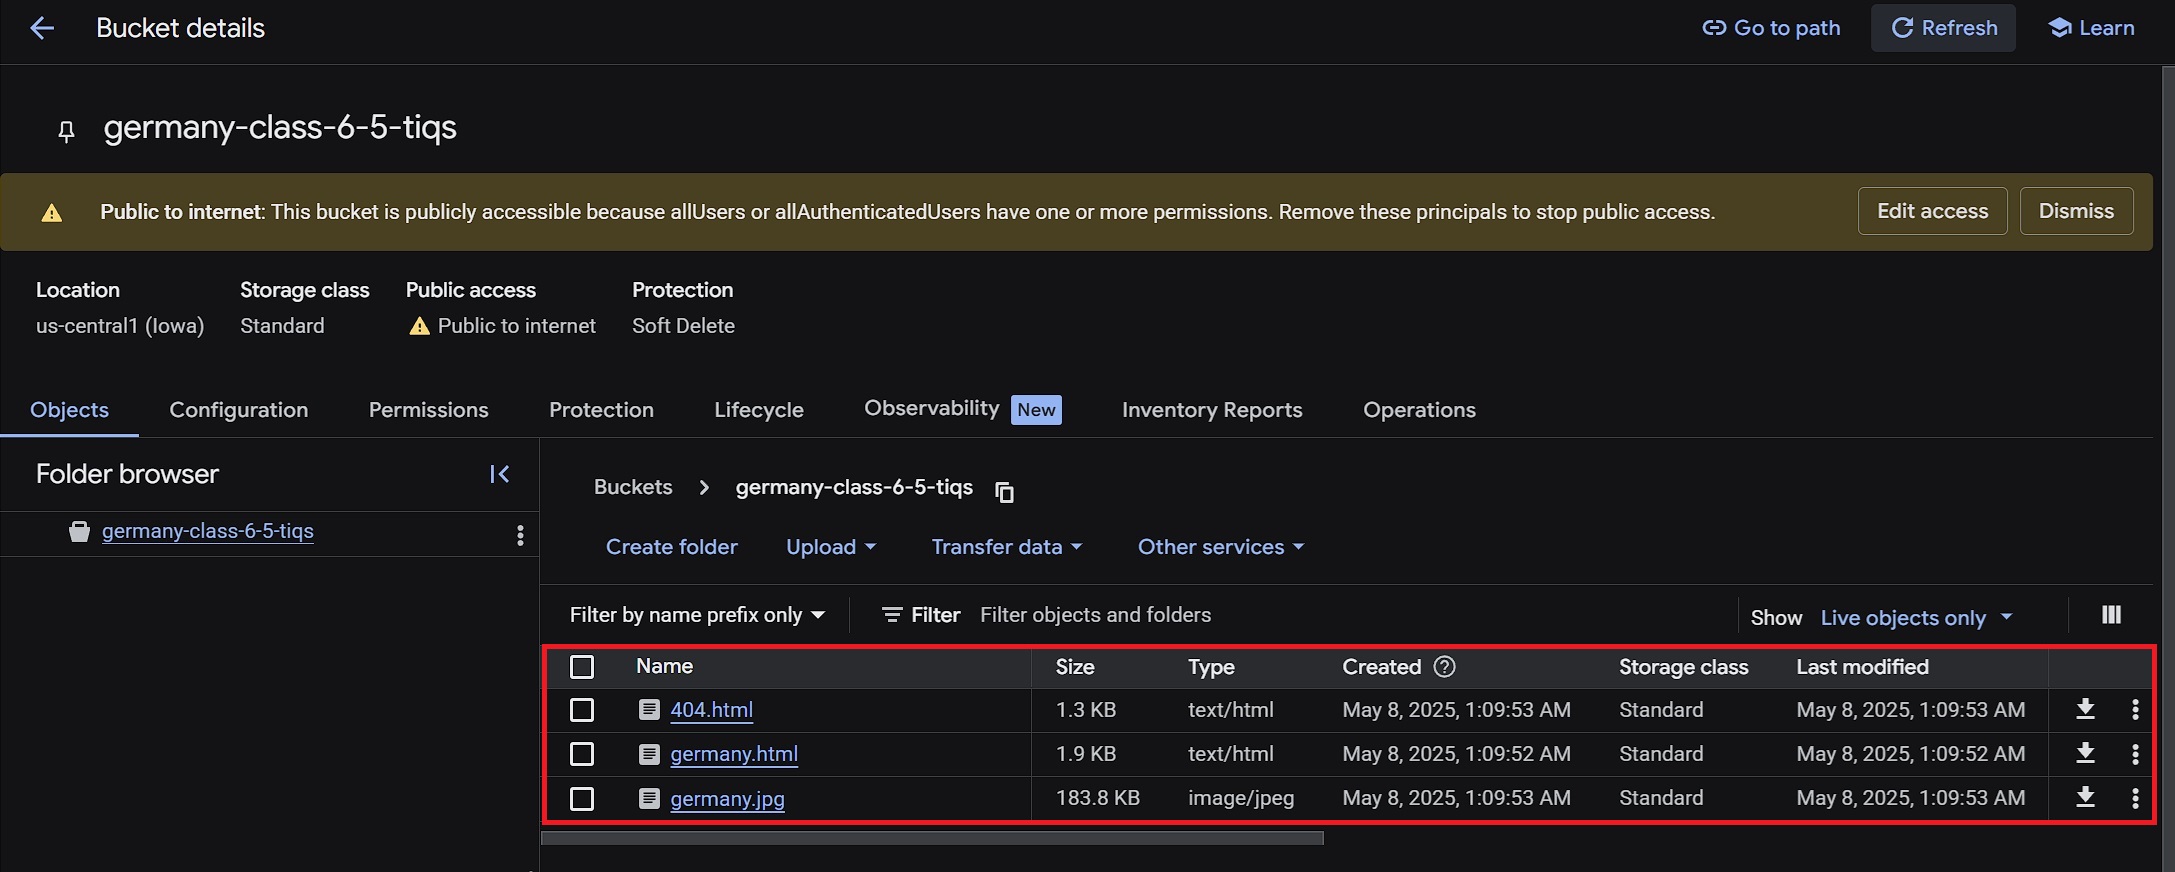 Bucket details
Go to path
Refresh
Learn
germany-class-6-5-tiqs
Public to internet: This bucket is publicly accessible because allUsers or allAuthenticatedUsers have one or more permissions. Remove these principals to stop public access.
Edit access
Dismiss
Location Storage class Public access Protection
us-central1 (Iowa) Standard Public to internet Soft Delete
Objects Configuration Permissions Protection Lifecycle Observability New Inventory Reports Operations
Folder browser
germany-class-6-5-tiqs
Buckets > germany-class-6-5-tiqs
Create folder Upload Transfer data Other services
Filter by name prefix only Filter Filter objects and folders Show Live objects only
Name Size Type Created Storage class Last modified
404.html 1.3 KB text/html May 8, 2025, 1:09:53 AM Standard May 8, 2025, 1:09:53 AM
germany.html 1.9 KB text/html May 8, 2025, 1:09:52 AM Standard May 8, 2025, 1:09:52 AM
germany.jpg 183.8 KB image/jpeg May 8, 2025, 1:09:53 AM Standard May 8, 2025, 1:09:53 AM